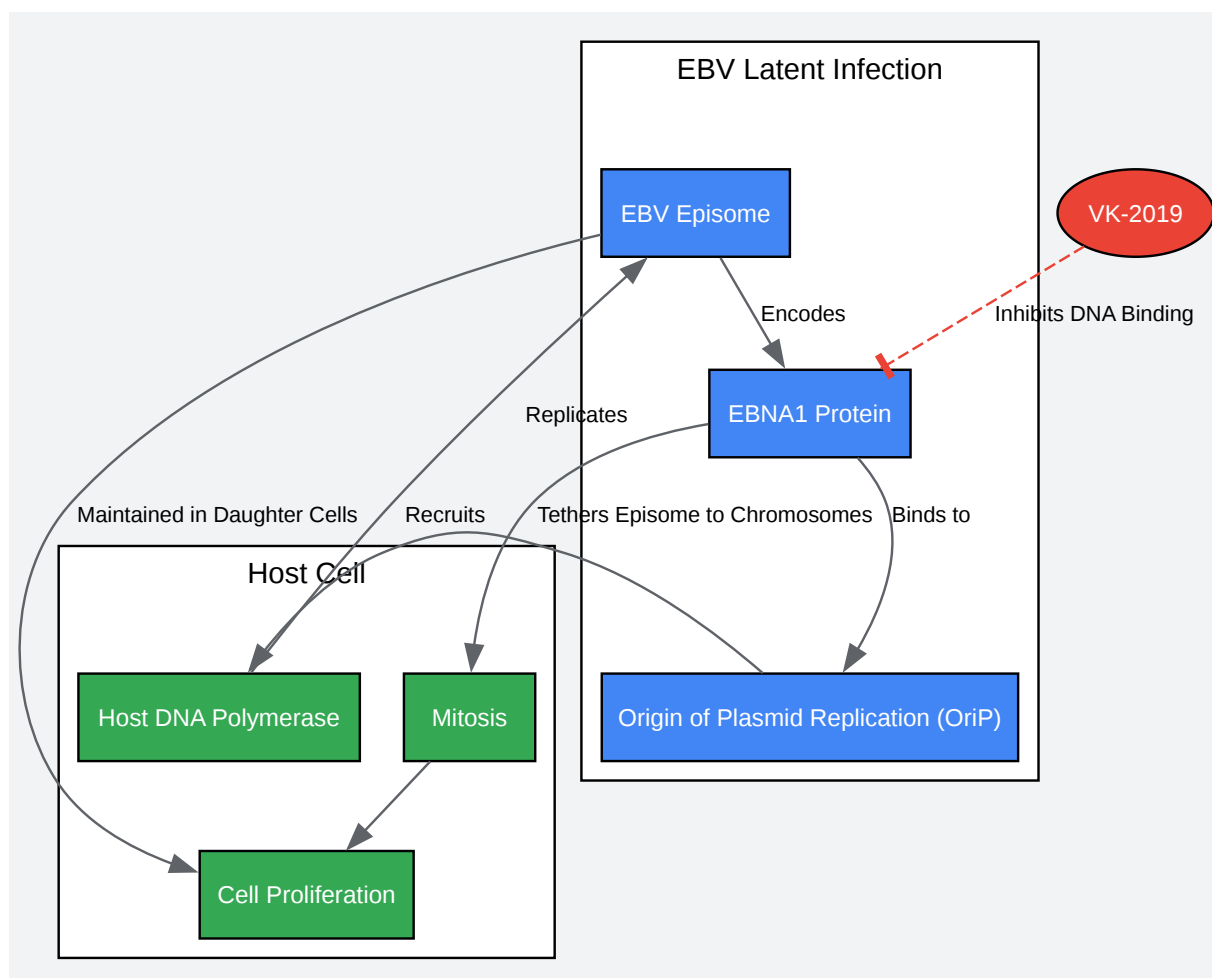 EBV Latent Infection
EBV Episome
VK-2019
Encodes
Inhibits DNA Binding
Replicates
EBNA1 Protein
Maintained in Daughter Cells
Recruits
Tethers Episome to Chromosomes
Binds to
Host Cell
Host DNA Polymerase
Mitosis
Origin of Plasmid Replication (OriP)
Cell Proliferation